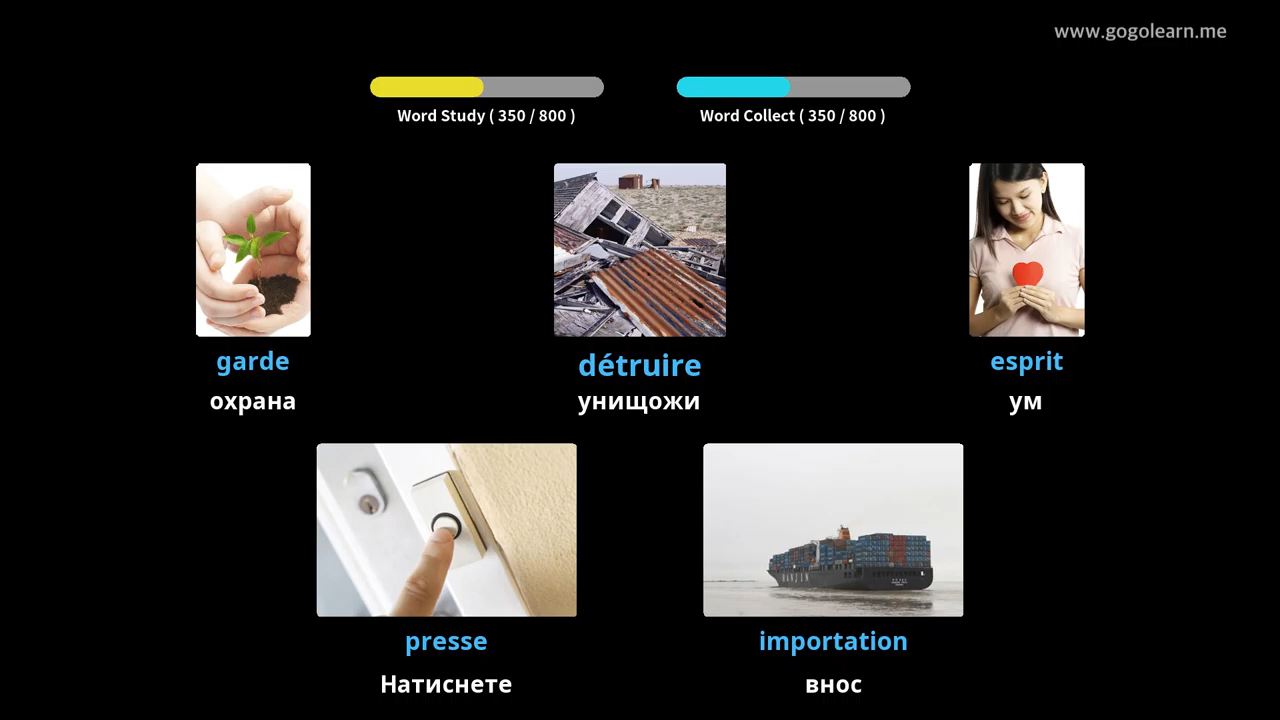 www.gogolearn.me
Word Study ( 350 / 800 )
Word Collect ( 350 / 800 )
garde
détruire
esprit
охрана
унищожи
ум
HANJIN
presse
importation
Натиснете
внос